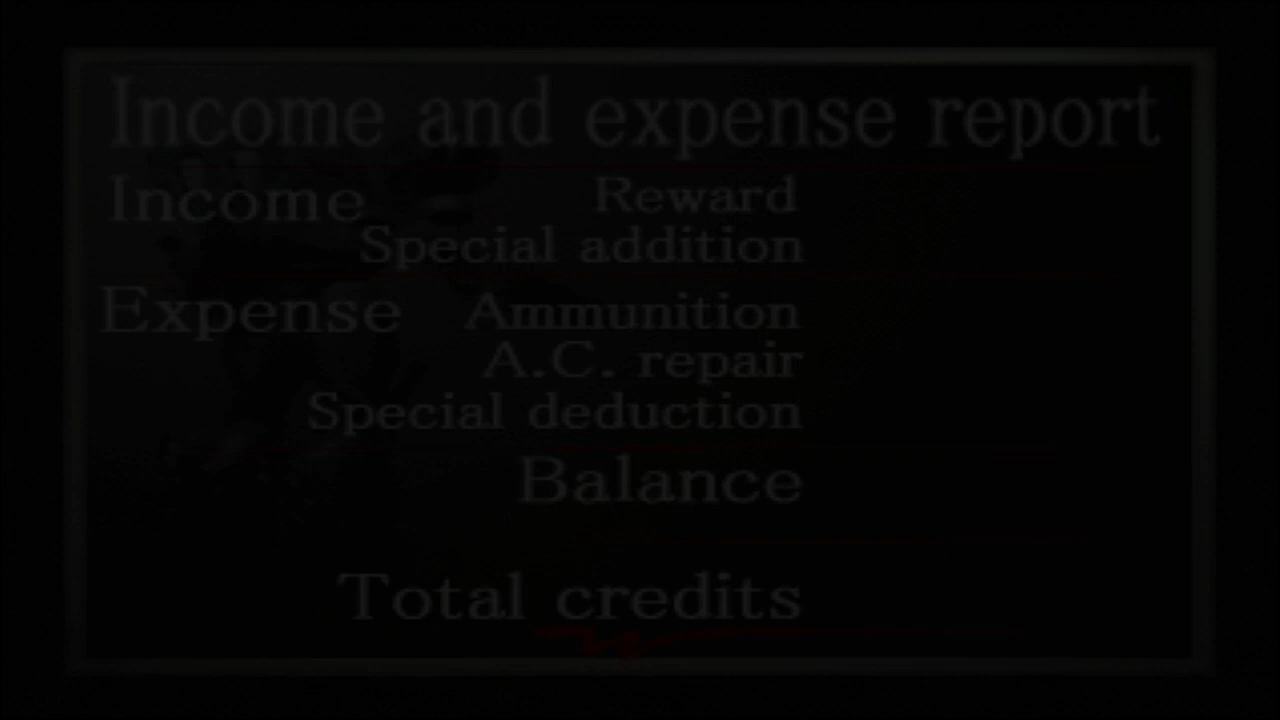 Income and expense report
Income Reward
Special addition
Expense Ammunition
A.C. repair
Special deduction
Balance
Total credits